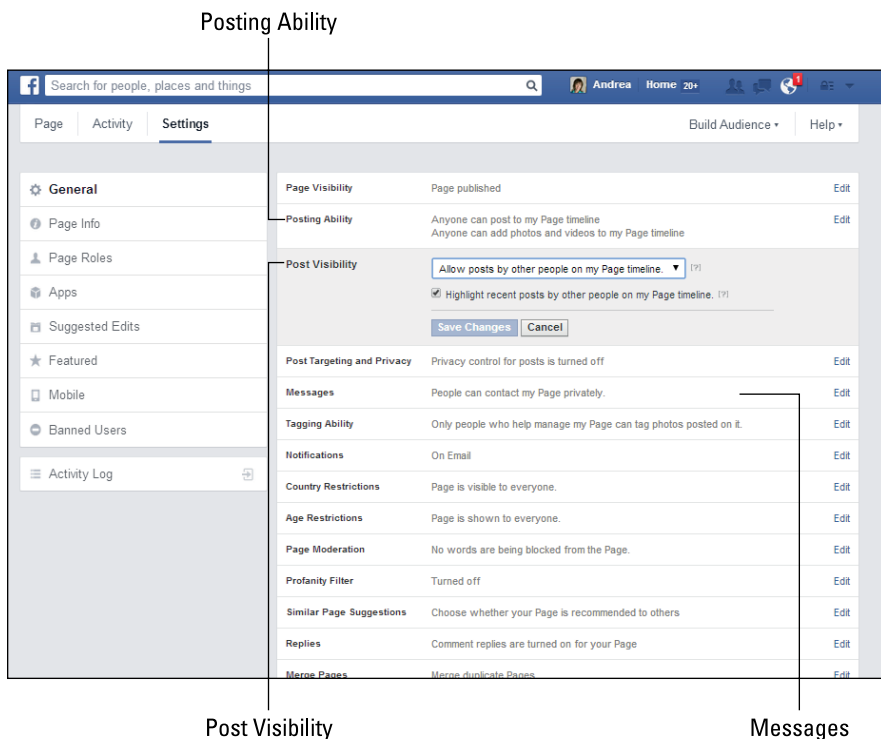 Posting Ability
f
Search for people, places and things
Andrea Home 20+ 1
Page Activity Settings Build Audience Help
General
Page Info
Page Roles
Apps
Suggested Edits
Featured
Mobile
Banned Users
Activity Log
Page Visibility Page published Edit
Posting Ability Anyone can post to my Page timeline Edit
Anyone can add photos and videos to my Page timeline
Post Visibility Allow posts by other people on my Page timeline. [?]
Highlight recent posts by other people on my Page timeline. [?]
Save Changes Cancel
Post Targeting and Privacy Privacy control for posts is turned off Edit
Messages People can contact my Page privately. Edit
Tagging Ability Only people who help manage my Page can tag photos posted on it. Edit
Notifications On Email Edit
Country Restrictions Page is visible to everyone. Edit
Age Restrictions Page is shown to everyone. Edit
Page Moderation No words are being blocked from the Page. Edit
Profanity Filter Turned off Edit
Similar Page Suggestions Choose whether your Page is recommended to others Edit
Replies Comment replies are turned on for your Page Edit
Merge Pages Merge duplicate Pages Edit
Post Visibility Messages